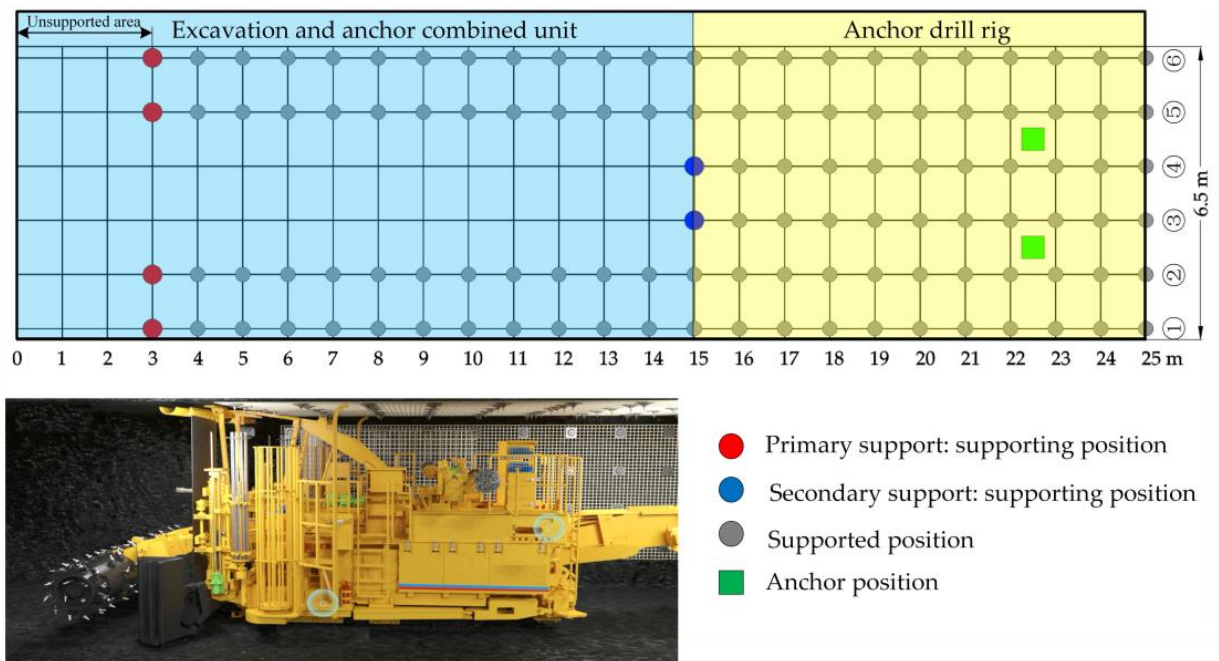 Unsupported area
Excavation and anchor combined unit
Anchor drill rig
⑥
⑤
④
③
②
①
6.5 m
0 1 2 3 4 5 6 7 8 9 10 11 12 13 14 15 16 17 18 19 20 21 22 23 24 25 m
Primary support: supporting position
Secondary support: supporting position
Supported position
Anchor position